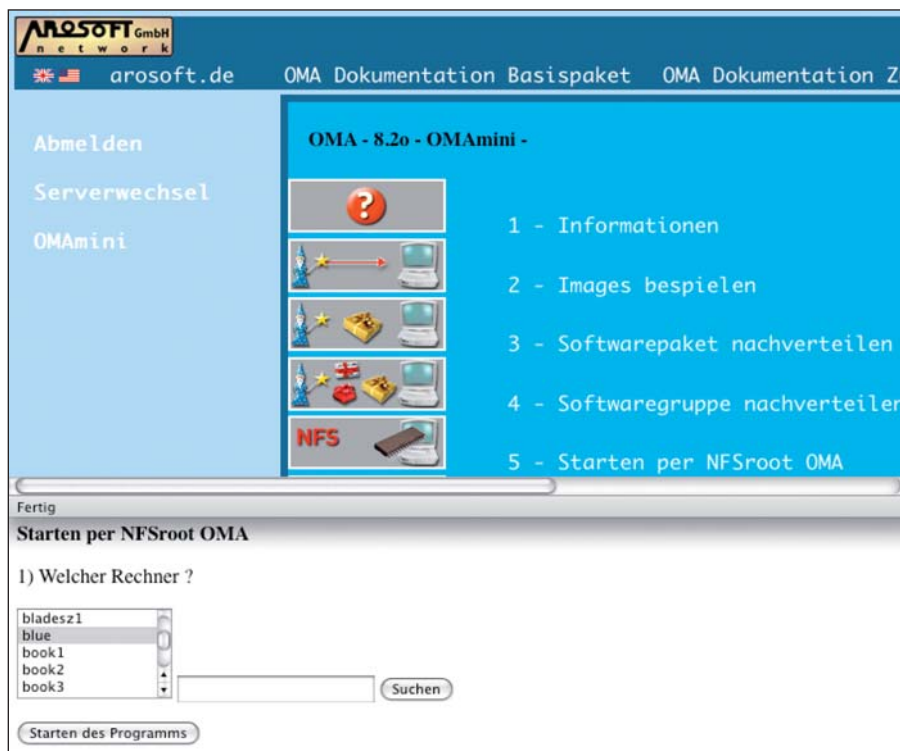 AROSOFT GmbH
network
arosoft.de OMA Dokumentation Basispaket OMA Dokumentation Z
Abmelden
Serverwechsel
OMAmini
OMA - 8.2o - OMAmini -
?
1 - Informationen
2 - Images bespielen
3 - Softwarepaket nachverteilen
4 - Softwaregruppe nachverteilen
NFS
5 - Starten per NFSroot OMA
Fertig
Starten per NFSroot OMA
1) Welcher Rechner ?
bladesz1
blue
book1
book2
book3
Suchen
Starten des Programms